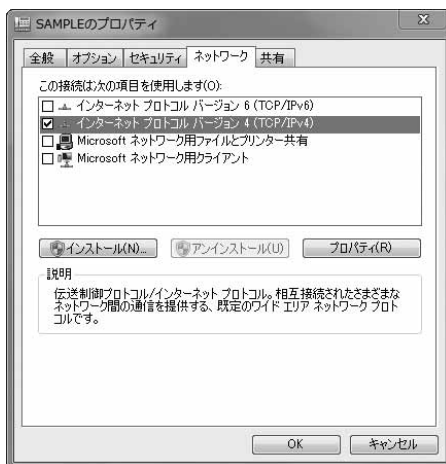 SAMPLEのプロパティ
全般 オプション セキュリティ ネットワーク 共有
この接続は次の項目を使用します(O):
インターネット プロトコル バージョン 6 (TCP/IPv6)
インターネット プロトコル バージョン 4 (TCP/IPv4)
Microsoft ネットワーク用ファイルとプリンター共有
Microsoft ネットワーク用クライアント
インストール(N)... アンインストール(U) プロパティ(R)
説明
伝送制御プロトコル/インターネット プロトコル。相互接続されたさまざまな
ネットワーク間の通信を提供する、既定のワイド エリア ネットワーク プロト
コルです。
OK キャンセル